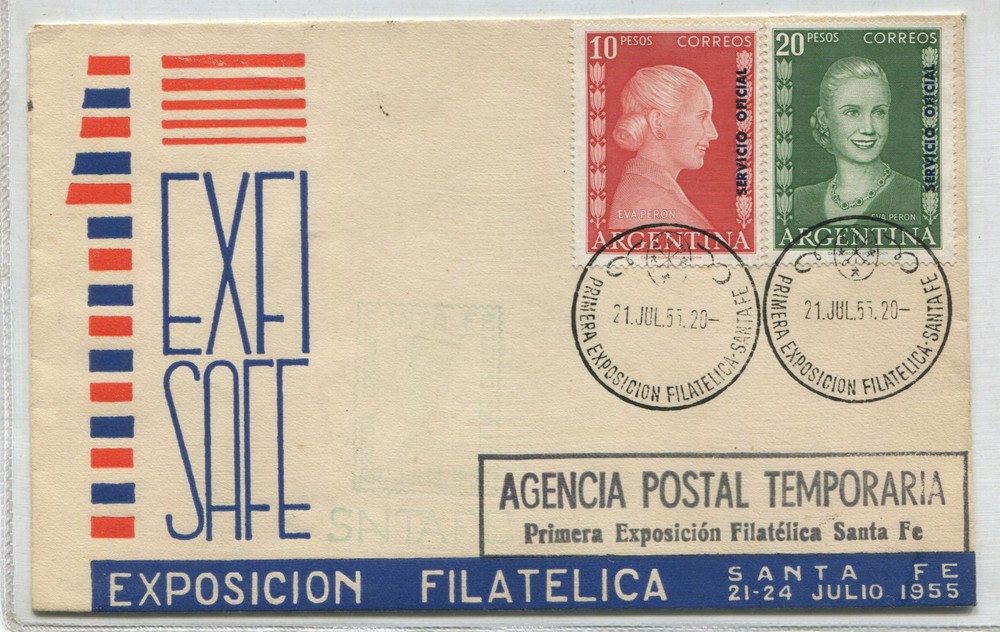 10 PESOS CORREOS
SERVICIO OFICIAL
EVA PERON
ARGENTINA
20 PESOS CORREOS
SERVICIO OFICIAL
EVA PERON
ARGENTINA
EXFI
SAFE
21.JUL.55.20-
PRIMERA EXPOSICION FILATELICA-SANTA FE
21.JUL.55.20-
PRIMERA EXPOSICION FILATELICA-SANTA FE
AGENCIA POSTAL TEMPORARIA
Primera Exposición Filatélica Santa Fe
EXPOSICION FILATELICA
SANTA FE
21-24 JULIO 1955